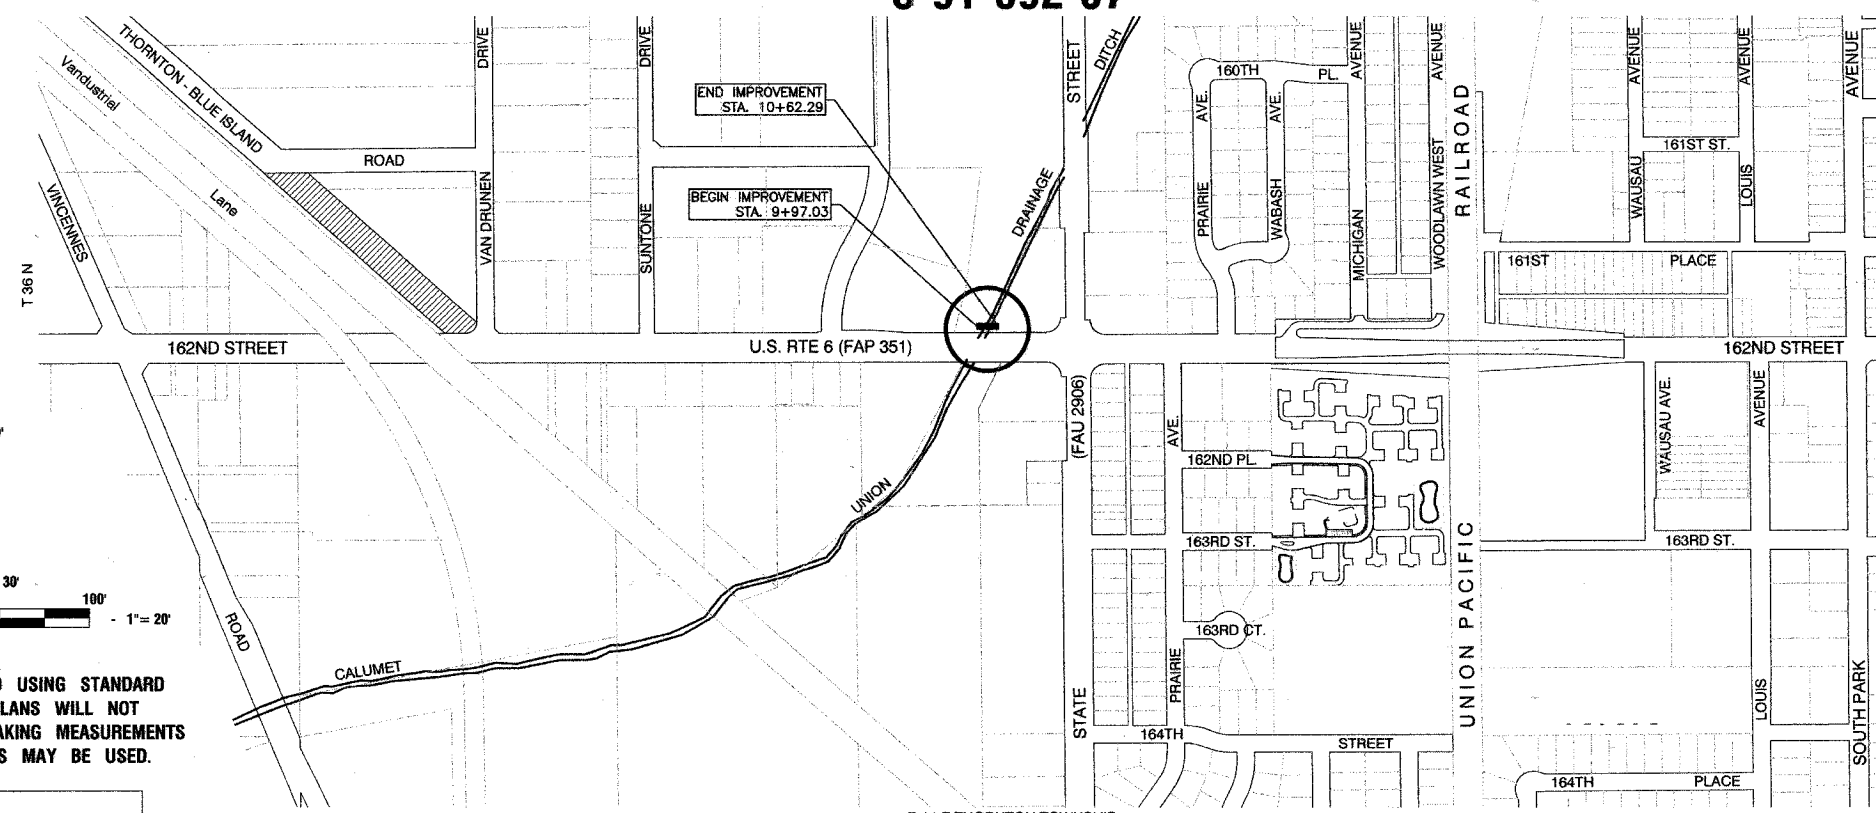 THORNTON - BLUE ISLAND
ROAD
Vandustrial
Lane
VINCENNES
ROAD
T 36 N
DRIVE
VAN DRUNEN
DRIVE
SUNTONE
END IMPROVEMENT
STA. 10+62.29
BEGIN IMPROVEMENT
STA. 9+97.03
STREET
DITCH
DRAINAGE
UNION
CALUMET
160TH PL.
AVE.
PRAIRIE
AVE.
WABASH
AVENUE
MICHIGAN
AVENUE
WOODLAWN WEST
RAILROAD
UNION PACIFIC
AVENUE
WAUSAU
AVENUE
LOUIS
AVENUE
161ST ST.
161ST PLACE
162ND STREET
U.S. RTE 6 (FAP 351)
162ND STREET
(FAU 2906)
STATE
AVE.
PRAIRIE
162ND PL.
163RD ST.
163RD CT.
164TH STREET
WAUSAU AVE.
AVENUE
LOUIS
163RD ST.
SOUTH PARK
164TH PLACE
30'
100'
- 1"= 20'
USING STANDARD
WILL NOT
MEASUREMENTS
MAY BE USED.